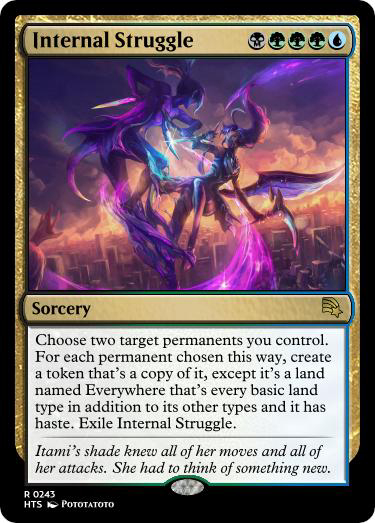 Internal Struggle
Sorcery
Choose two target permanents you control.
For each permanent chosen this way, create
a token that's a copy of it, except it's a land
named Everywhere that's every basic land
type in addition to its other types and it has
haste. Exile Internal Struggle.
Itami's shade knew all of her moves and all of
her attacks. She had to think of something new.
R 0243
HTS Pototatoto